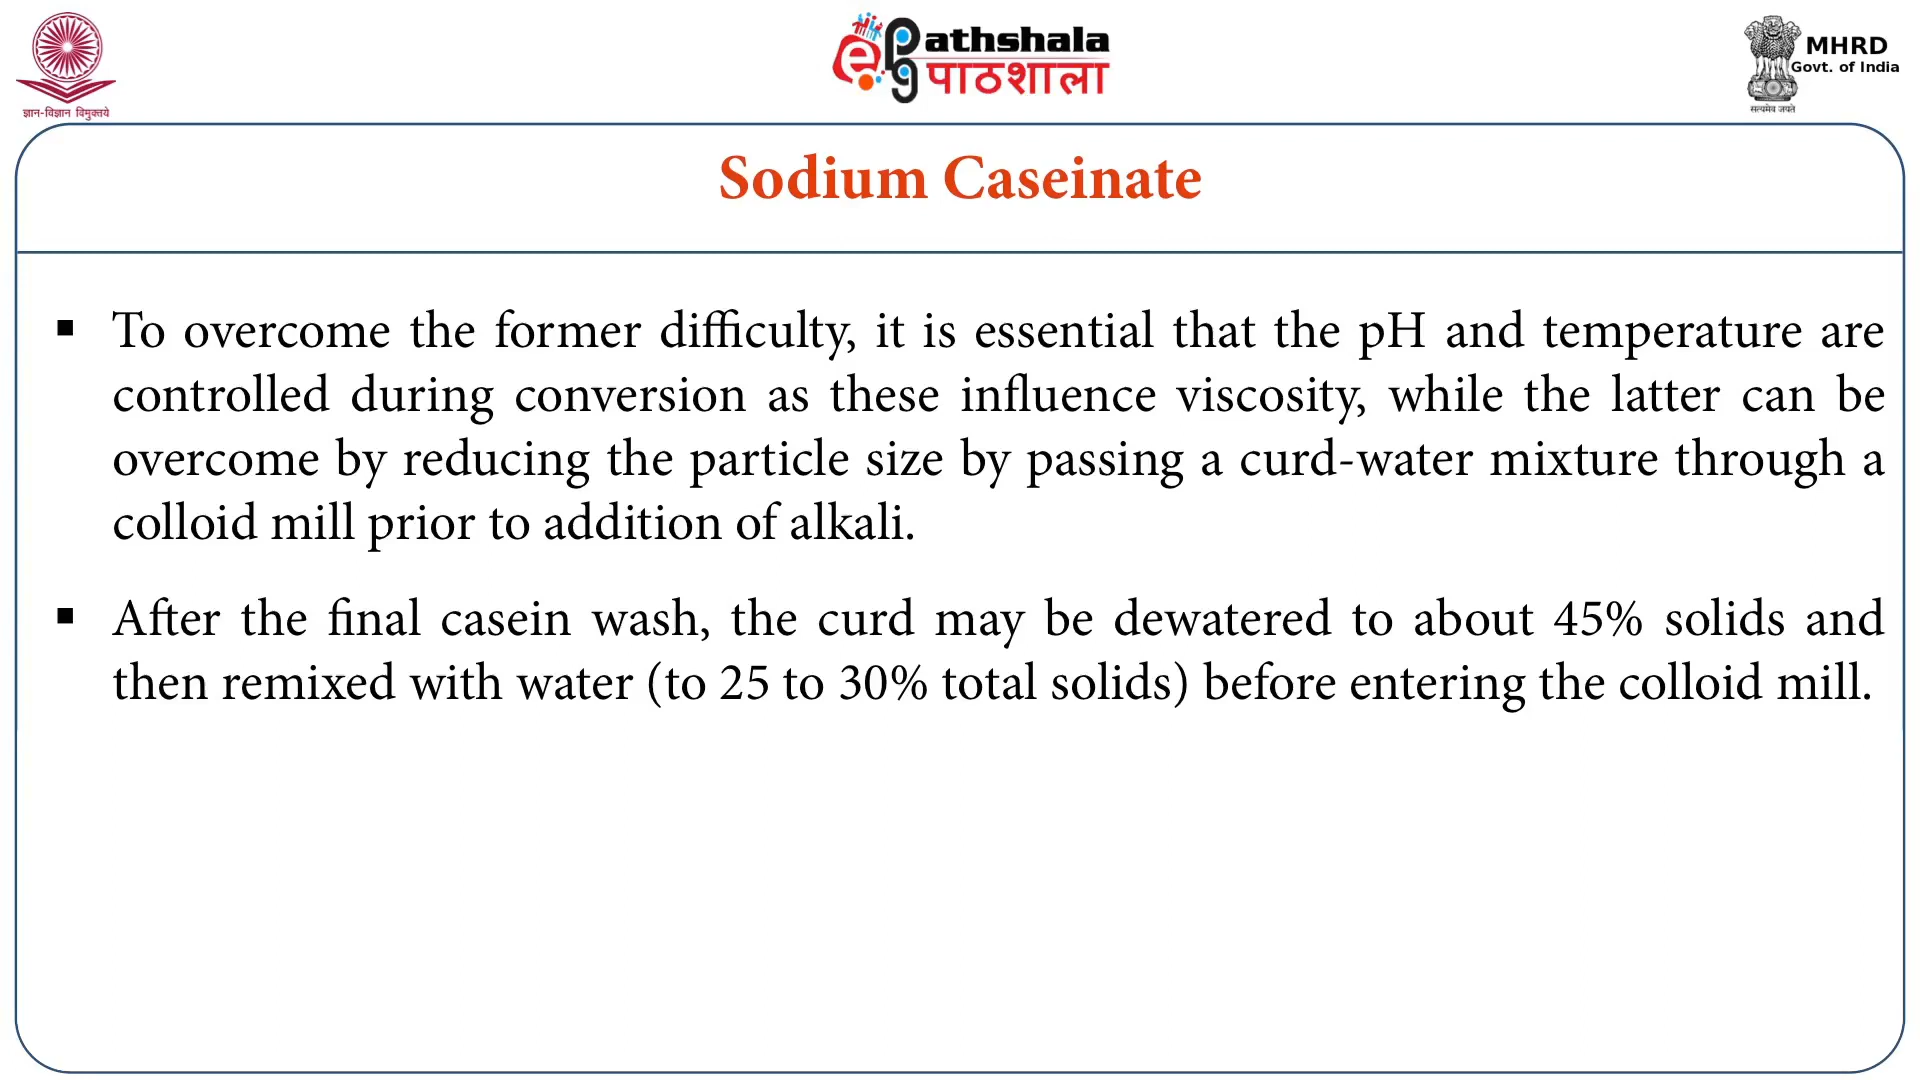 ज्ञान-विज्ञान विमुक्तये
ePathshala
पाठशाला
MHRD
Govt. of India
सत्यमेव जयते
Sodium Caseinate
▪ To overcome the former difficulty, it is essential that the pH and temperature are
controlled during conversion as these influence viscosity, while the latter can be
overcome by reducing the particle size by passing a curd-water mixture through a
colloid mill prior to addition of alkali.
▪ After the final casein wash, the curd may be dewatered to about 45% solids and
then remixed with water (to 25 to 30% total solids) before entering the colloid mill.